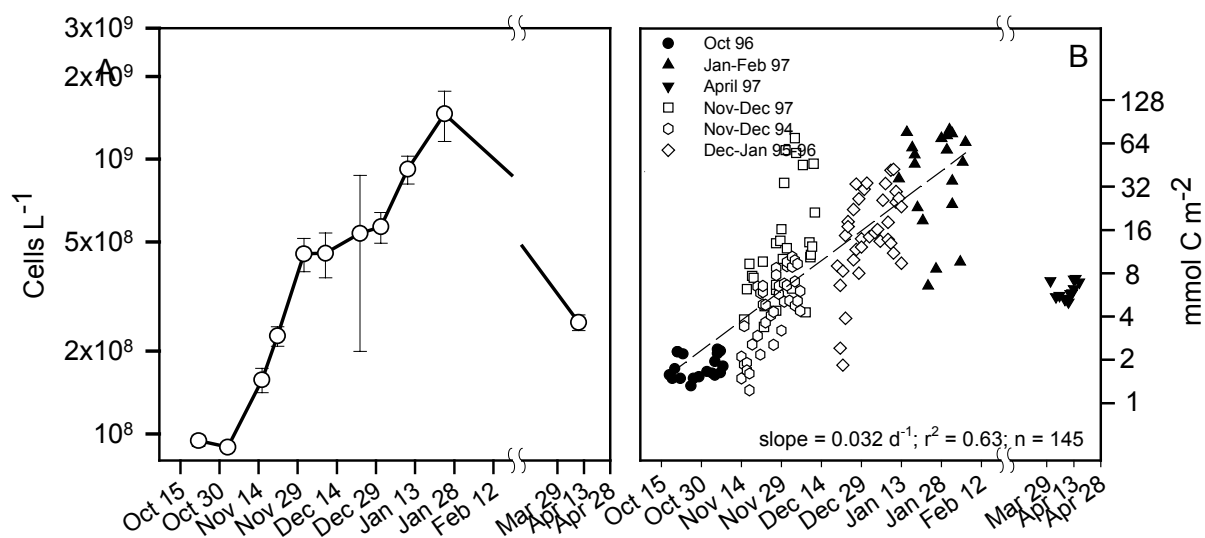 A
3x10⁹
2x10⁹
10⁹
5x10⁸
2x10⁸
10⁸
Cells L⁻¹
Oct 15
Oct 30
Nov 14
Nov 29
Dec 14
Dec 29
Jan 13
Jan 28
Feb 12
Mar 29
Apr 13
Apr 28
B
Oct 96
Jan-Feb 97
April 97
Nov-Dec 97
Nov-Dec 94
Dec-Jan 95-96
128
64
32
16
8
4
2
1
mmol C m⁻²
slope = 0.032 d⁻¹; r² = 0.63; n = 145
Oct 15
Oct 30
Nov 14
Nov 29
Dec 14
Dec 29
Jan 13
Jan 28
Feb 12
Mar 29
Apr 13
Apr 28